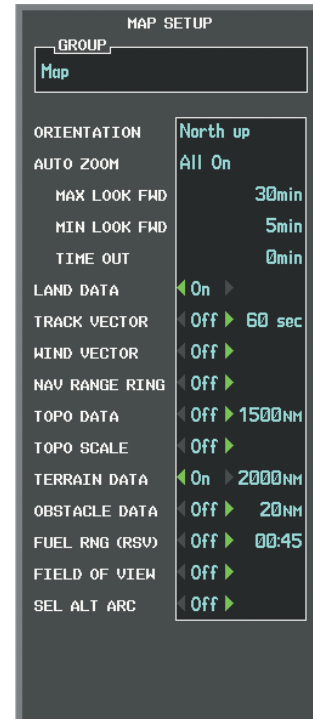 MAP SETUP
GROUP
Map
ORIENTATION North up
AUTO ZOOM All On
MAX LOOK FWD 30min
MIN LOOK FWD 5min
TIME OUT 0min
LAND DATA On
TRACK VECTOR Off 60 sec
WIND VECTOR Off
NAV RANGE RING Off
TOPO DATA Off 1500NM
TOPO SCALE Off
TERRAIN DATA On 2000NM
OBSTACLE DATA Off 20NM
FUEL RNG (RSV) Off 00:45
FIELD OF VIEW Off
SEL ALT ARC Off